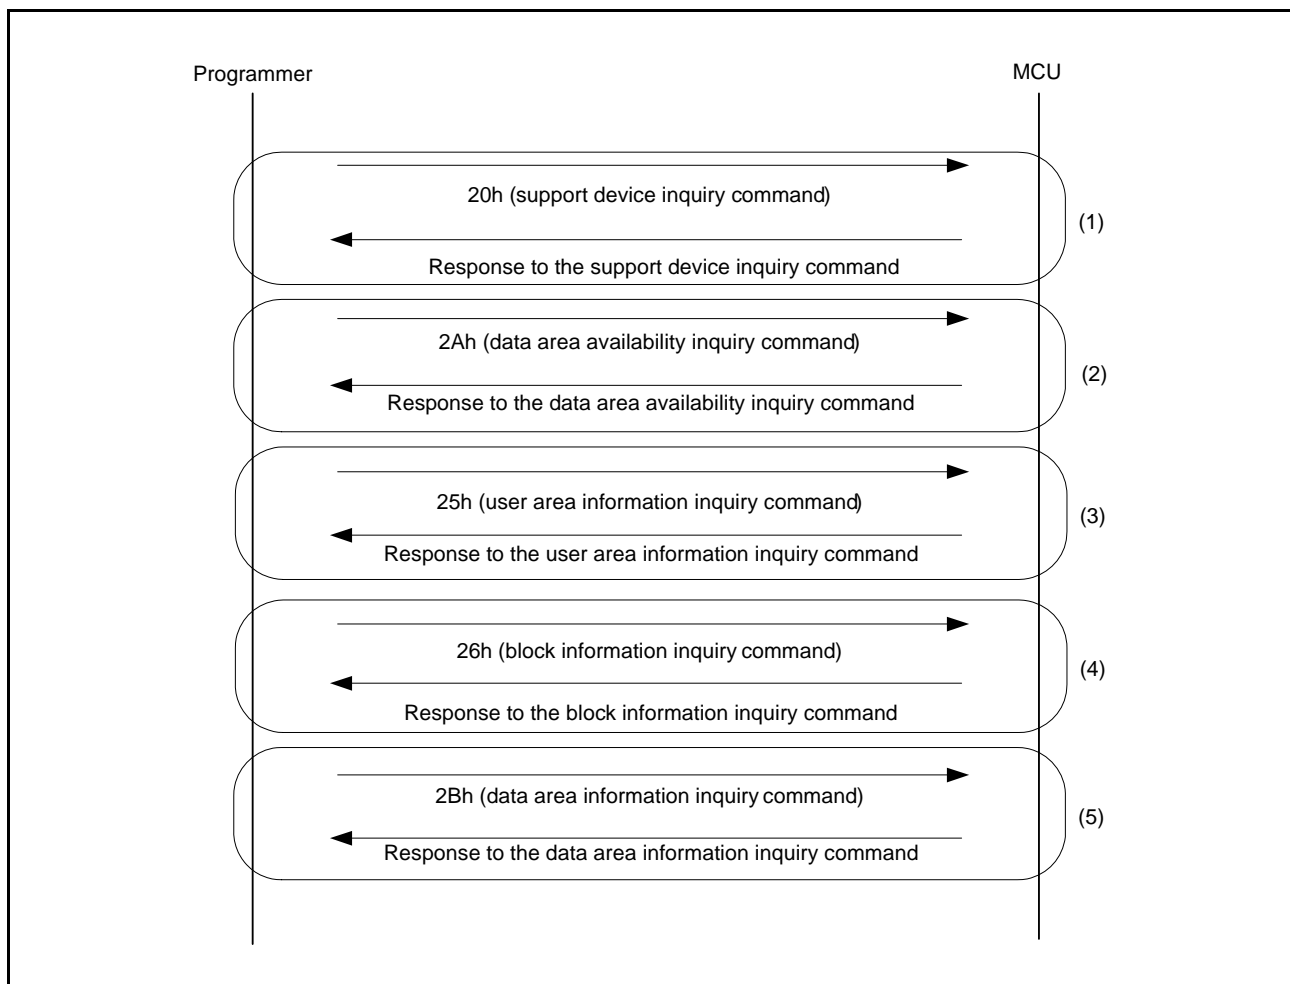 Programmer
MCU
20h (support device inquiry command)
(1)
Response to the support device inquiry command
2Ah (data area availability inquiry command)
(2)
Response to the data area availability inquiry command
25h (user area information inquiry command)
(3)
Response to the user area information inquiry command
26h (block information inquiry command)
(4)
Response to the block information inquiry command
2Bh (data area information inquiry command)
(5)
Response to the data area information inquiry command